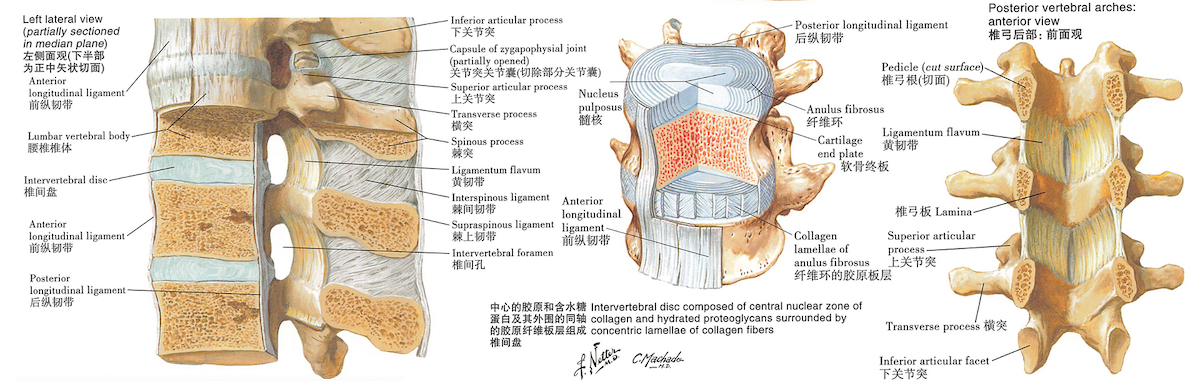 Left lateral view
(partially sectioned
in median plane)
左侧面观(下半部
为正中矢状切面)
Anterior
longitudinal ligament
前纵韧带
Lumbar vertebral body
腰椎椎体
Intervertebral disc
椎间盘
Anterior
longitudinal ligament
前纵韧带
Posterior
longitudinal ligament
后纵韧带
Inferior articular process
下关节突
Capsule of zygapophysial joint
(partially opened)
关节突关节囊(切除部分关节囊)
Superior articular process
上关节突
Transverse process
横突
Spinous process
棘突
Ligamentum flavum
黄韧带
Interspinous ligament
棘间韧带
Supraspinous ligament
棘上韧带
Intervertebral foramen
椎间孔
Posterior longitudinal ligament
后纵韧带
Nucleus
pulposus
髓核
Anulus fibrosus
纤维环
Cartilage
end plate
软骨终板
Anterior
longitudinal
ligament
前纵韧带
Collagen
lamellae of
anulus fibrosus
纤维环的胶原板层
中心的胶原和含水糖
蛋白及其外围的同轴
的胶原纤维板层组成
椎间盘
Intervertebral disc composed of central nuclear zone of
collagen and hydrated proteoglycans surrounded by
concentric lamellae of collagen fibers
F. Netter
M.D.
C. Machado
M.D.
Posterior vertebral arches:
anterior view
椎弓后部: 前面观
Pedicle (cut surface)
椎弓根(切面)
Ligamentum flavum
黄韧带
椎弓板 Lamina
Superior articular
process
上关节突
Transverse process 横突
Inferior articular facet
下关节突